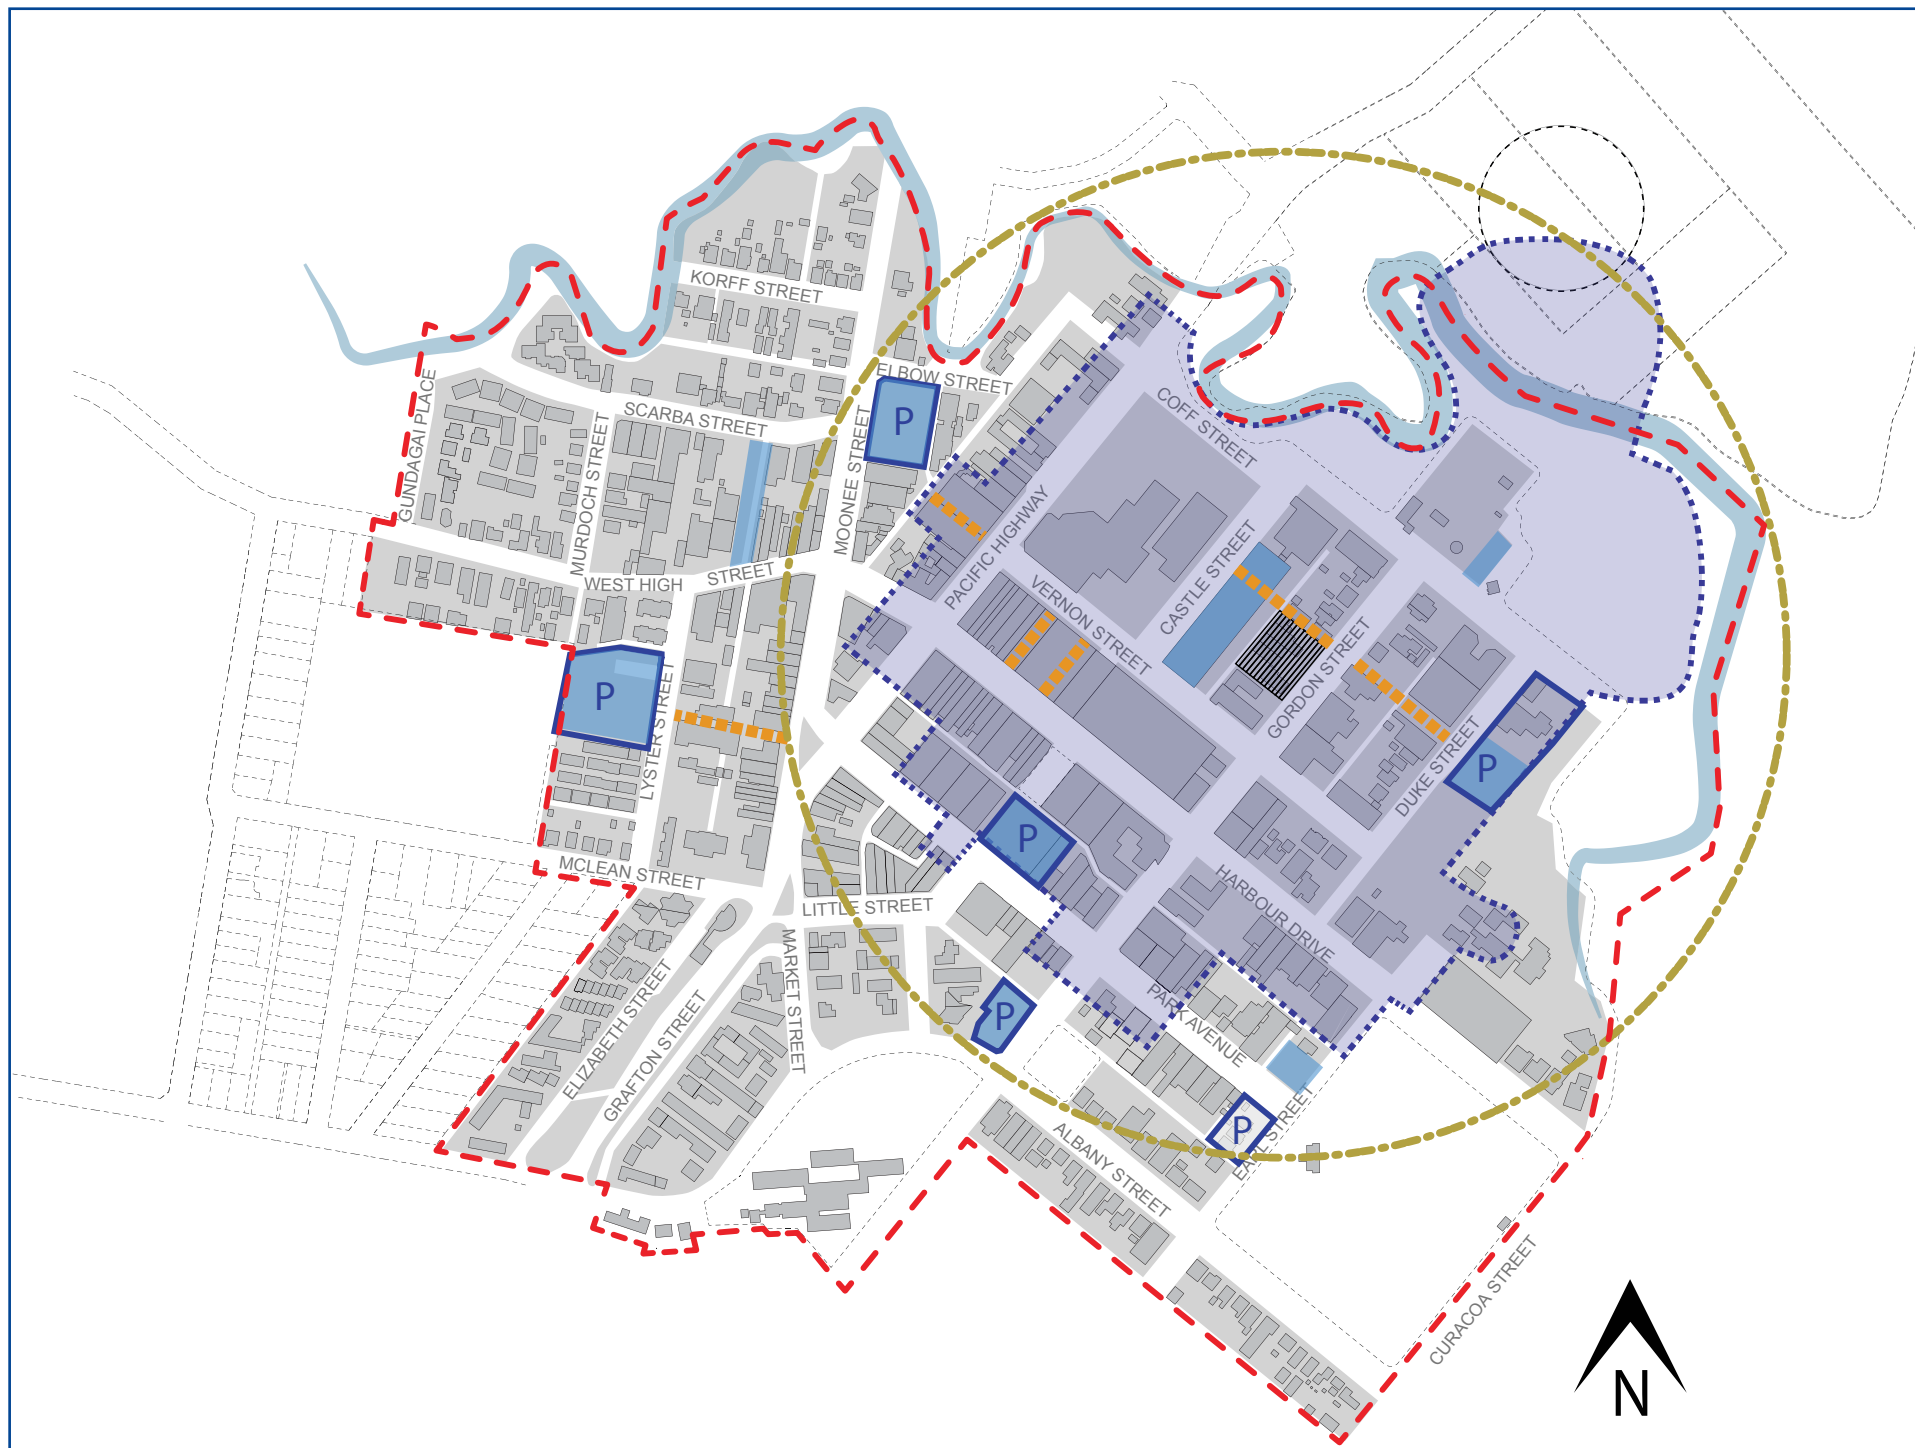 KORFF STREET
ELBOW STREET
GUNDAGAI PLACE
SCARBA STREET
P
COFF STREET
MURDOCH STREET
MOONEE STREET
PACIFIC HIGHWAY
CASTLE STREET
WEST HIGH STREET
VERNON STREET
GORDON STREET
P
LYSTER STREET
DUKE STREET
P
P
MCLEAN STREET
LITTLE STREET
HARBOUR DRIVE
MARKET STREET
ELIZABETH STREET
GRAFTON STREET
P
PARK AVENUE
P
EARL STREET
ALBANY STREET
CURACOA STREET
N